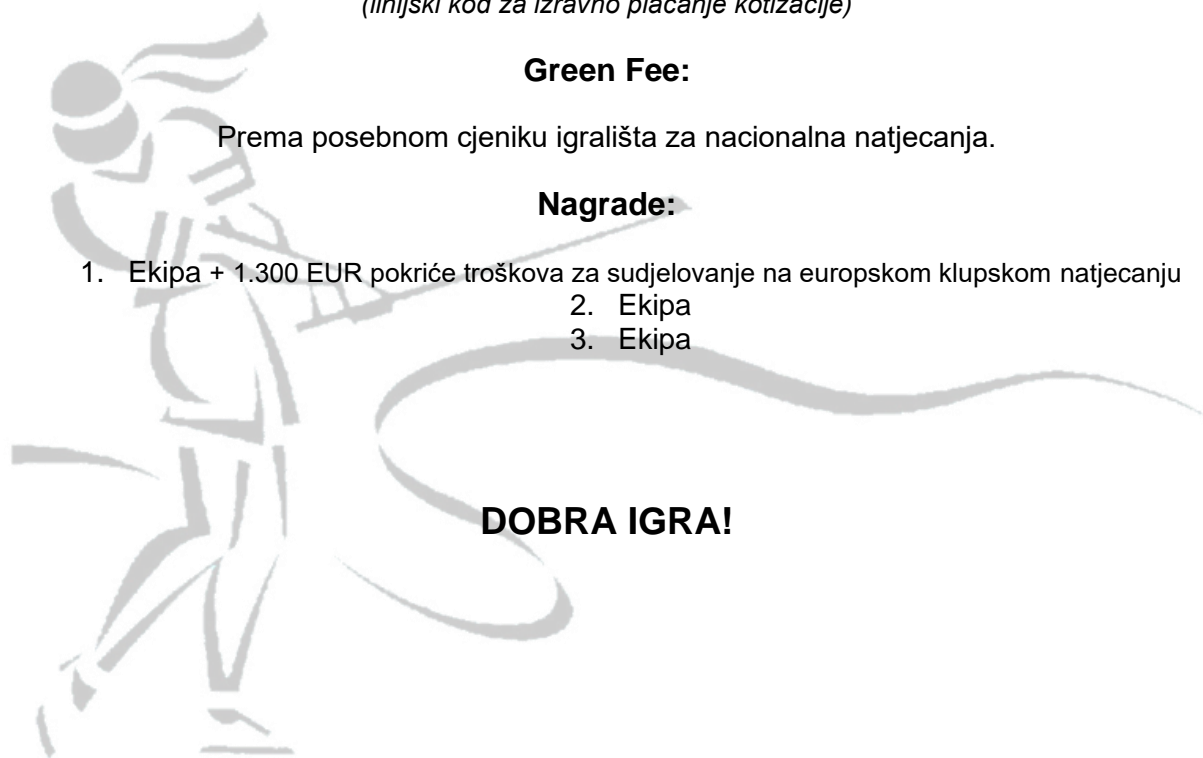 (linijski kod za izravno plaćanje kotizacije)
Green Fee:
Prema posebnom cjeniku igrališta za nacionalna natjecanja.
Nagrade:
1. Ekipa + 1.300 EUR pokriće troškova za sudjelovanje na europskom klupskom natjecanju
2. Ekipa
3. Ekipa
DOBRA IGRA!